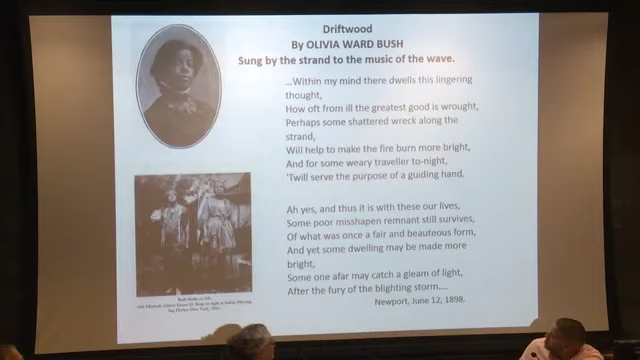 Driftwood
By OLIVIA WARD BUSH
Sung by the strand to the music of the wave.
...Within my mind there dwells this lingering
thought,
How oft from ill the greatest good is wrought,
Perhaps some shattered wreck along the
strand,
Will help to make the fire burn more bright,
And for some weary traveller to-night,
'Twill serve the purpose of a guiding hand.
Ah yes, and thus it is with these our lives,
Some poor misshapen remnant still survives,
Of what was once a fair and beauteous form,
And yet some dwelling may be made more
bright,
Some one afar may catch a gleam of light,
After the fury of the blighting storm....
Newport, June 12, 1898.